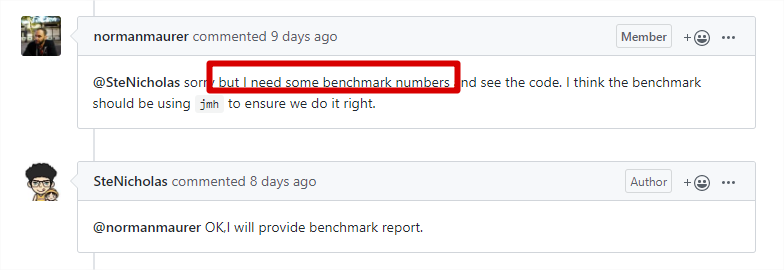 normanmaurer commented 9 days ago Member
@SteNicholas sorry but I need some benchmark numbers and see the code. I think the benchmark
should be using jmh to ensure we do it right.
SteNicholas commented 8 days ago Author
@normanmaurer OK,I will provide benchmark report.